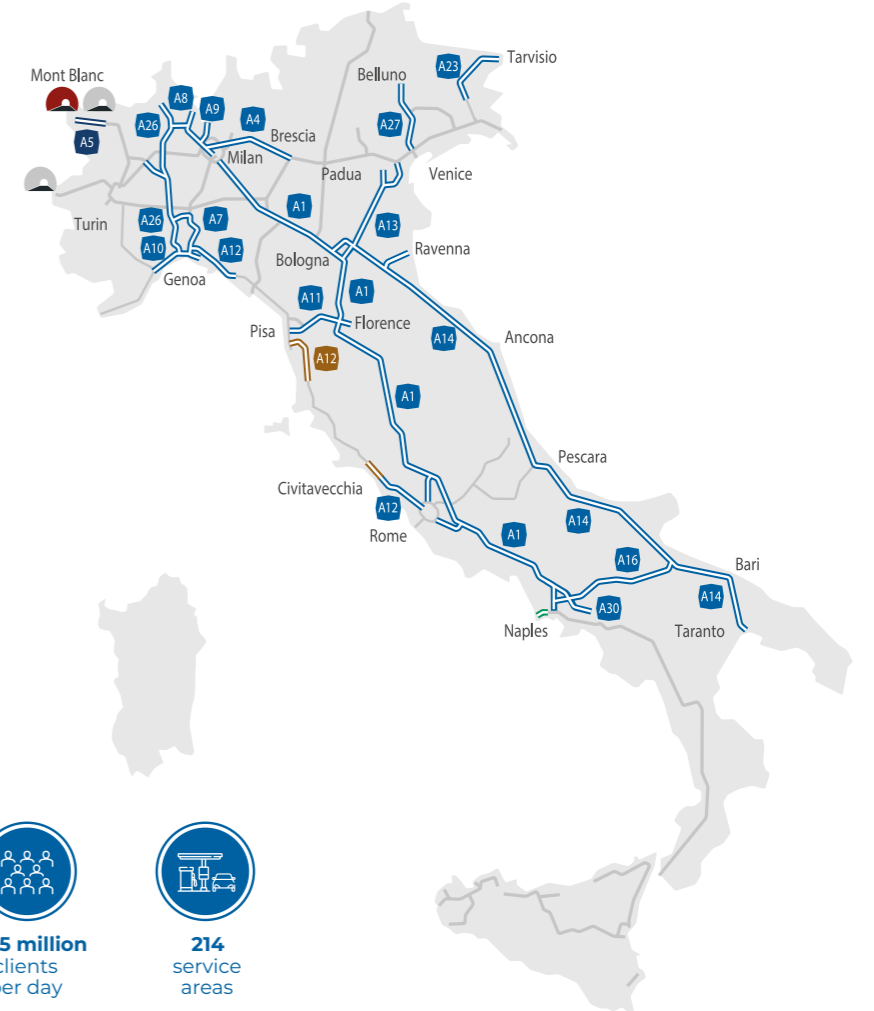 Tarvisio
A23
Mont Blanc
Belluno
A8
A9
A26
A4
A27
A5
Brescia
Milan
Padua
Venice
A1
Turin
A26
A7
A13
A10
A12
Ravenna
Bologna
Genoa
A11
A1
Pisa
Florence
A14
Ancona
A12
A1
Pescara
Civitavecchia
A12
Rome
A14
A1
A16
Bari
A14
A30
Naples
Taranto
5 million
clients
per day
214
service
areas